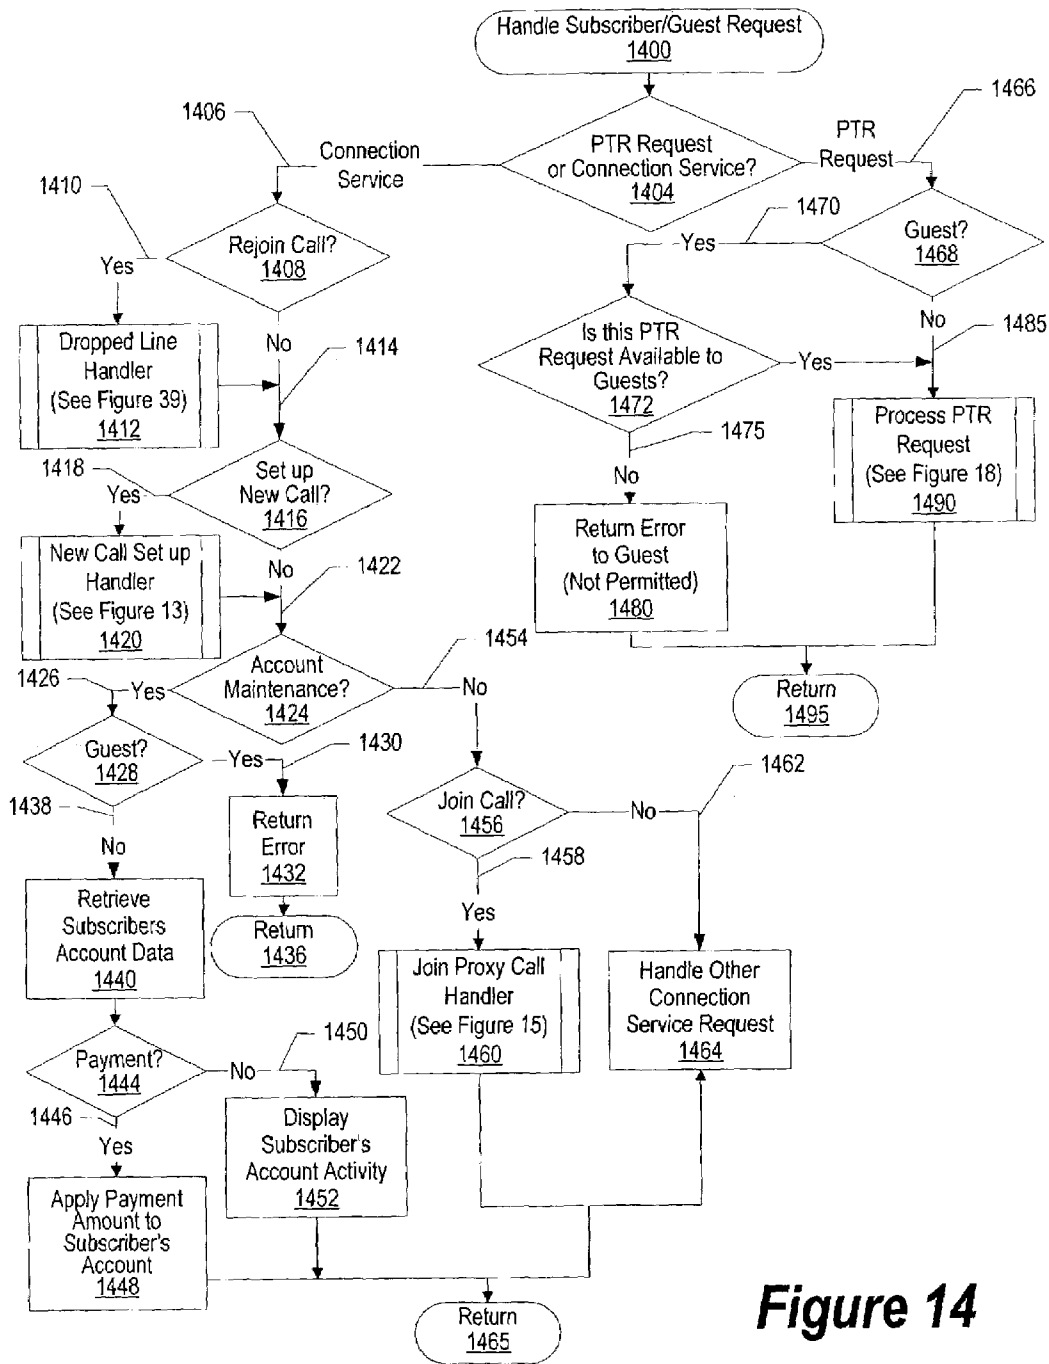 Handle Subscriber/Guest Request
1400
1406
1466
PTR Request
or Connection Service?
1404
Connection
Service
PTR
Request
1410
Rejoin Call?
1408
Yes
1470
Yes
Guest?
1468
No
1485
Dropped Line
Handler
(See Figure 39)
1412
No
1414
Is this PTR
Request Available to
Guests?
1472
Yes
1475
No
Process PTR
Request
(See Figure 18)
1490
1418
Yes
Set up
New Call?
1416
New Call Set up
Handler
(See Figure 13)
1420
No
1422
Return Error
to Guest
(Not Permitted)
1480
Return
1495
1426
Yes
Account
Maintenance?
1424
1454
No
Guest?
1428
Yes
1430
1438
No
Return
Error
1432
Return
1436
Join Call?
1456
No
1462
1458
Yes
Retrieve
Subscribers
Account Data
1440
Join Proxy Call
Handler
(See Figure 15)
1460
Handle Other
Connection
Service Request
1464
Payment?
1444
No
1450
1446
Yes
Display
Subscriber's
Account Activity
1452
Apply Payment
Amount to
Subscriber's
Account
1448
Return
1465
Figure 14